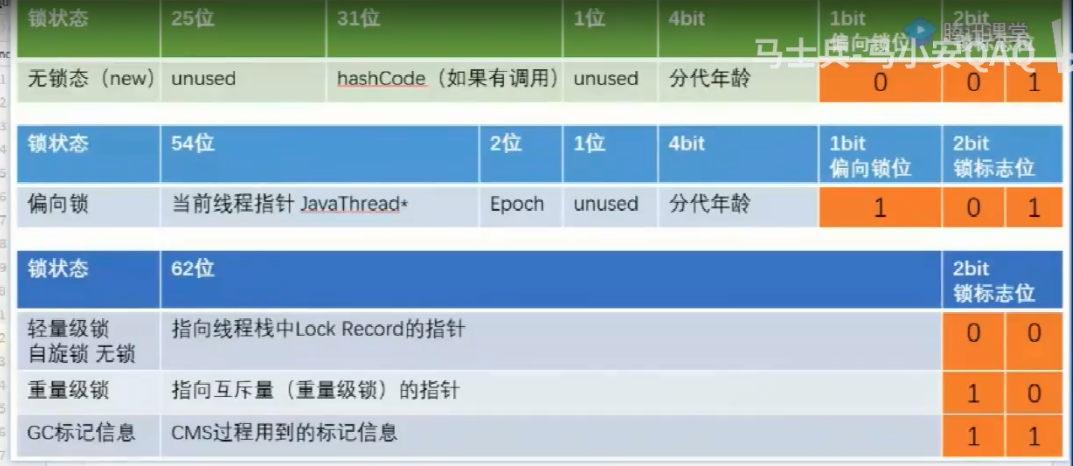 锁状态 25位 31位 1位 4bit 1bit 2bit
偏向锁位 锁标志位
腾讯课堂
马士兵-马小安QAQ
无锁态（new） unused hashCode（如果有调用） unused 分代年龄 0 0 1
锁状态 54位 2位 1位 4bit 1bit 2bit
偏向锁位 锁标志位
偏向锁 当前线程指针 JavaThread* Epoch unused 分代年龄 1 0 1
锁状态 62位 2bit
锁标志位
轻量级锁 指向线程栈中Lock Record的指针 0 0
自旋锁 无锁
重量级锁 指向互斥量（重量级锁）的指针 1 0
GC标记信息 CMS过程用到的标记信息 1 1